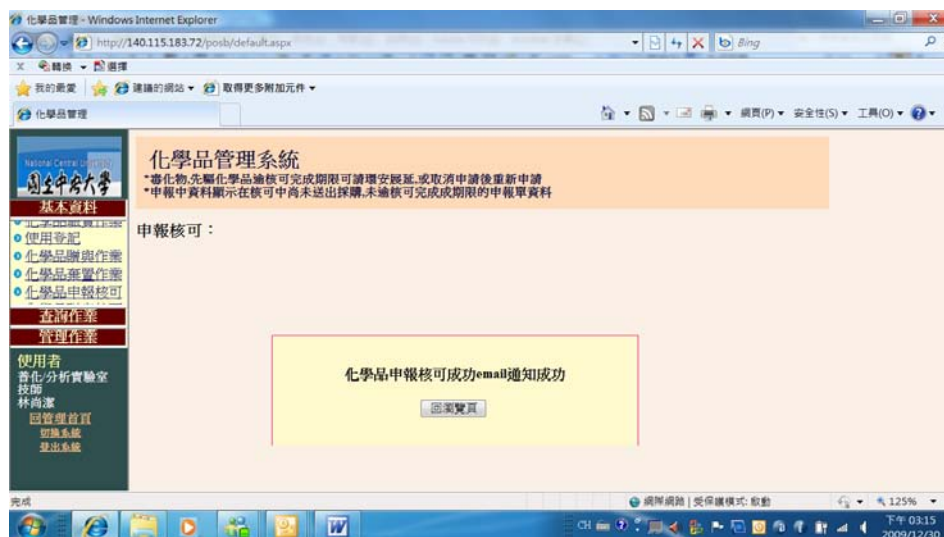 化學品管理 - Windows Internet Explorer
http://140.115.183.72/posb/default.aspx
Bing
X 轉換 選擇
我的最愛 建議的網站 取得更多附加元件
化學品管理
網頁(P) 安全性(S) 工具(O)
National Central University
國立中央大學
基本資料
使用登記
化學品贈與作業
化學品棄置作業
化學品申報核可
查詢作業
管理作業
使用者
普化/分析實驗室
技師
林尚潔
回管理首頁
切換系統
登出系統
化學品管理系統
*毒化物,先驅化學品逾核可完成期限可請環安展延,或取消申請後重新申請
*申報中資料顯示在核可中尚未送出採購,未逾核可完成成期限的申報單資料
申報核可：
化學品申報核可成功email通知成功
回瀏覽頁
完成
網際網路 | 受保護模式: 啟動
125%
CH
下午 03:15
2009/12/30